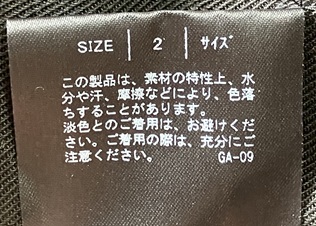 SIZE | 2 | サイズ
この製品は、素材の特性上、水
分や汗、摩擦などにより、色落
ちすることがあります。
淡色とのご着用は、お避けくだ
さい。ご着用の際は、充分にご
注意ください。 GA-09